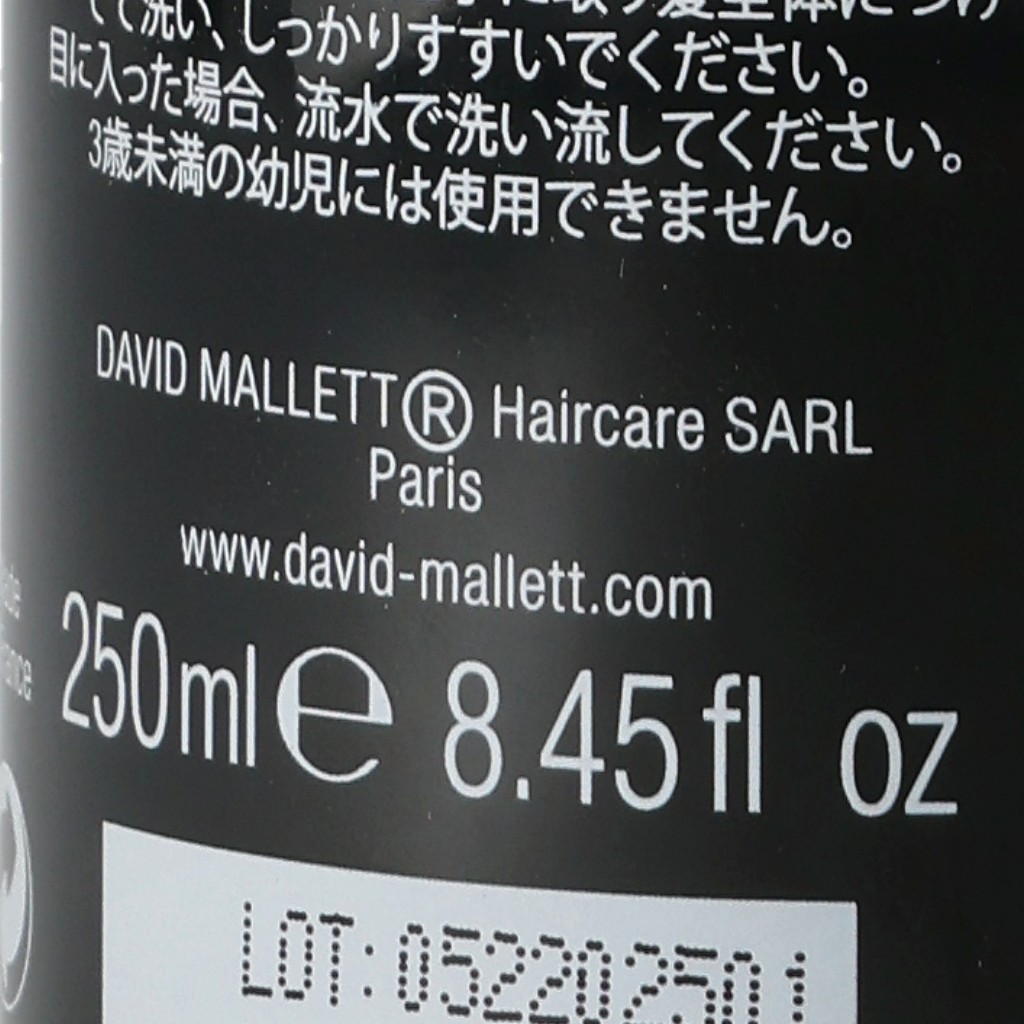 て洗い、しっかりすすいでください。
目に入った場合、流水で洗い流してください。
3歳未満の幼児には使用できません。
DAVID MALLETT® Haircare SARL
Paris
www.david-mallett.com
250ml e 8.45 fl oz
LOT: 052202501